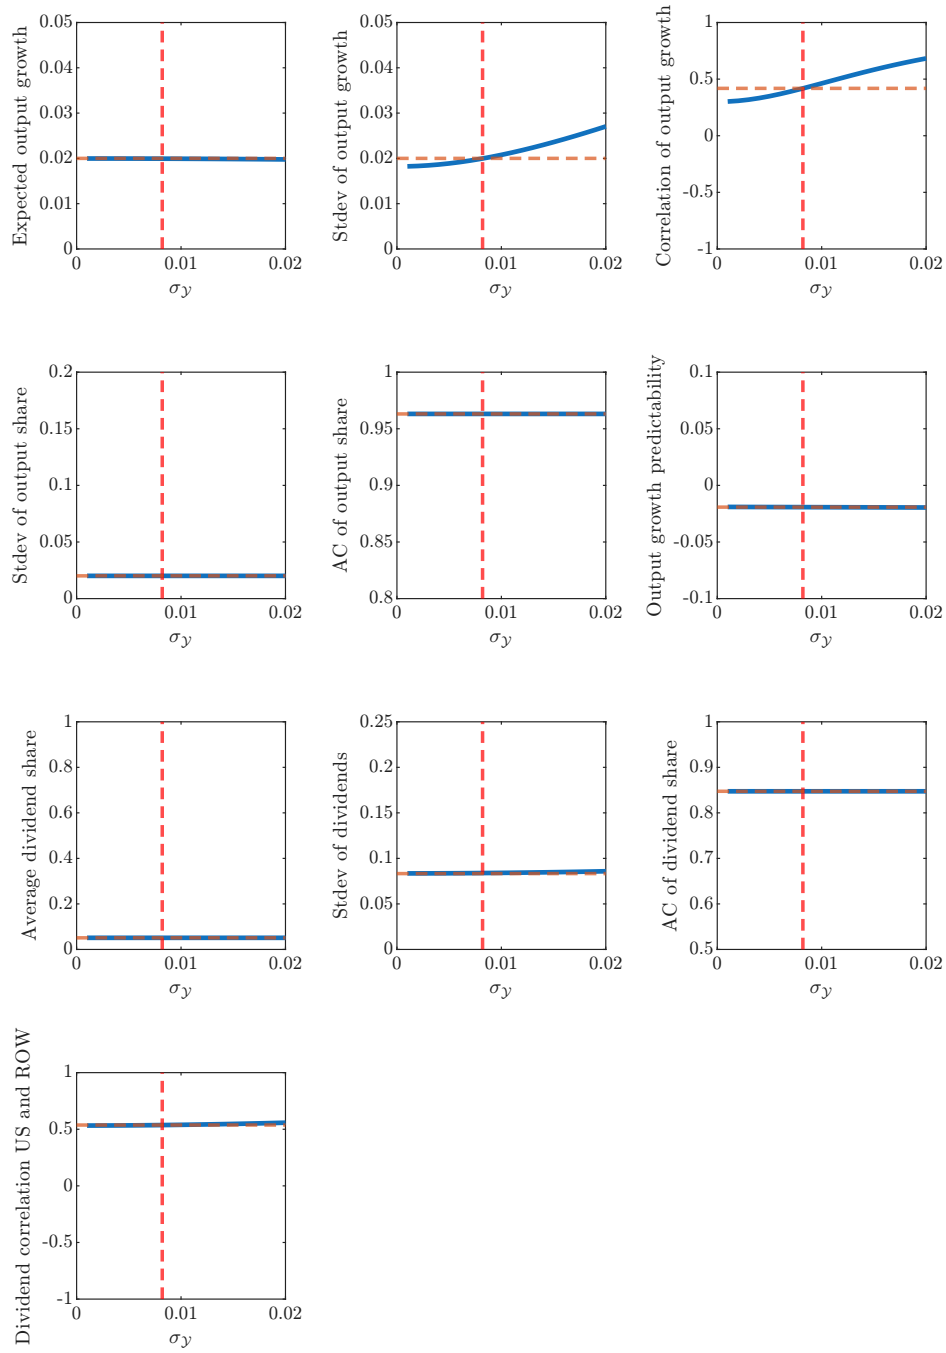 Expected output growth
0.05
0.04
0.03
0.02
0.01
0
0 0.01 0.02
σ𝒴
Stdev of output growth
0.05
0.04
0.03
0.02
0.01
0
0 0.01 0.02
σ𝒴
Correlation of output growth
1
0.5
0
-0.5
-1
0 0.01 0.02
σ𝒴
Stdev of output share
0.2
0.15
0.1
0.05
0
0 0.01 0.02
σ𝒴
AC of output share
1
0.95
0.9
0.85
0.8
0 0.01 0.02
σ𝒴
Output growth predictability
0.1
0.05
0
-0.05
-0.1
0 0.01 0.02
σ𝒴
Average dividend share
1
0.8
0.6
0.4
0.2
0
0 0.01 0.02
σ𝒴
Stdev of dividends
0.25
0.2
0.15
0.1
0.05
0
0 0.01 0.02
σ𝒴
AC of dividend share
1
0.9
0.8
0.7
0.6
0.5
0 0.01 0.02
σ𝒴
Dividend correlation US and ROW
1
0.5
0
-0.5
-1
0 0.01 0.02
σ𝒴